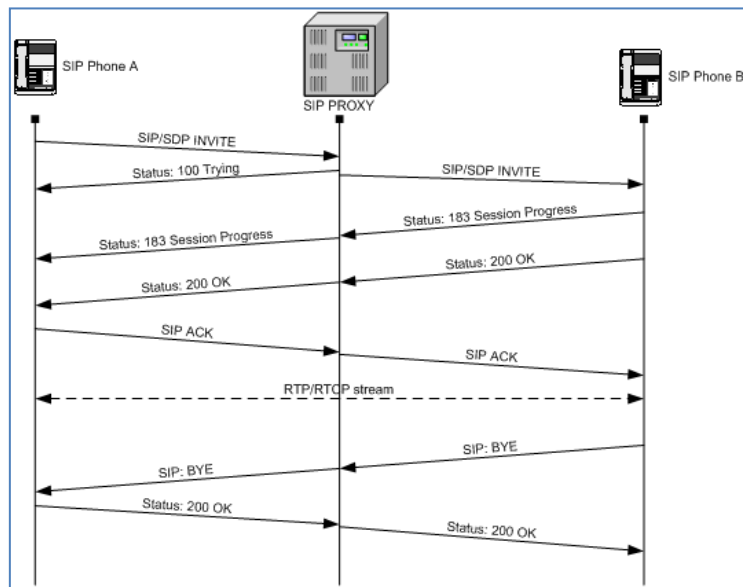 SIP Phone A
SIP PROXY
SIP Phone B
SIP/SDP INVITE
Status: 100 Trying
SIP/SDP INVITE
Status: 183 Session Progress
Status: 183 Session Progress
Status: 200 OK
Status: 200 OK
SIP ACK
SIP ACK
RTP/RTCP stream
SIP: BYE
SIP: BYE
Status: 200 OK
Status: 200 OK